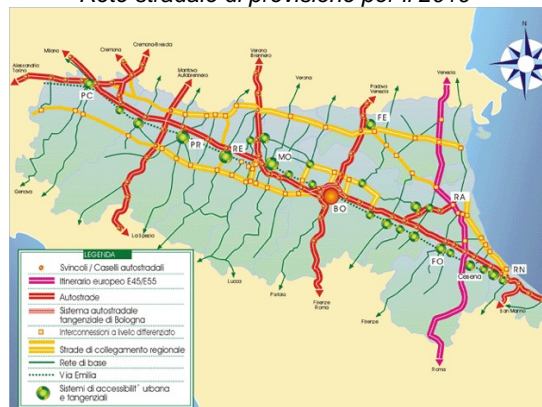 Rete stradale di previsione per il 2010
N
Milano
Cremona
Cremona-Brescia
Alessandria
Torino
Mantova
Autobrennero
Verona
Brennero
Verona
Padova
Venezia
Venezia
PC
PR
RE
MO
FE
BO
RA
FO
Cesena
RN
San Marino
Genova
La Spezia
Lucca
Pistoia
Firenze
Roma
Firenze
Roma
LEGENDA
Svincoli / Caselli autostradali
Itinerario europeo E45/E55
Autostrade
Sistema autostradale
tangenziale di Bologna
Interconnessioni a livello differenziato
Strade di collegamento regionale
Rete di base
Via Emilia
Sistemi di accessibilit` urbana
e tangenziali